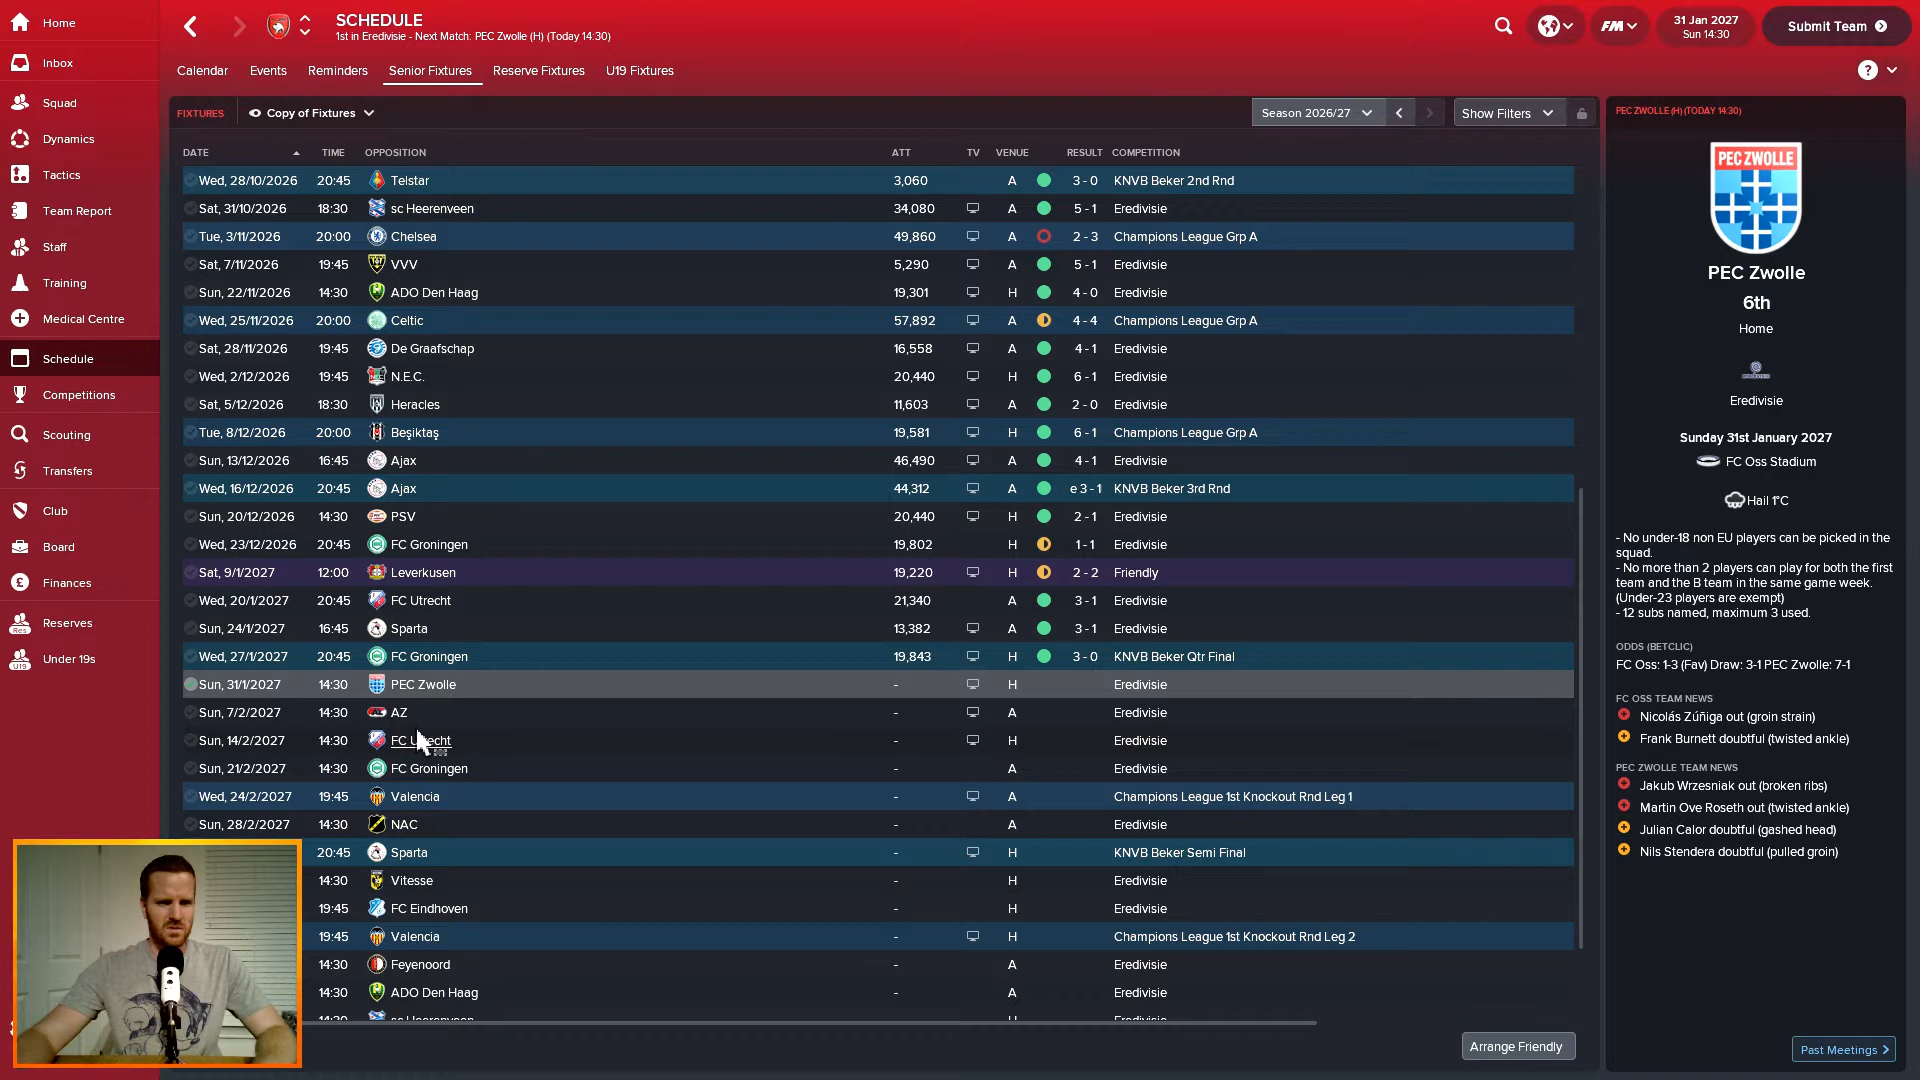 Home
Inbox
Squad
Dynamics
Tactics
Team Report
Staff
Training
Medical Centre
Schedule
Competitions
Scouting
Transfers
Club
Board
Finances
Res
Reserves
U19
Under 19s
SCHEDULE
1st in Eredivisie - Next Match: PEC Zwolle (H) (Today 14:30)
FM
31 Jan 2027
Sun 14:30
Submit Team
Calendar Events Reminders Senior Fixtures Reserve Fixtures U19 Fixtures
?
FIXTURES Copy of Fixtures Season 2026/27 Show Filters
DATE TIME OPPOSITION ATT TV VENUE RESULT COMPETITION
Wed, 28/10/2026 20:45 Telstar 3,060 A 3 - 0 KNVB Beker 2nd Rnd
Sat, 31/10/2026 18:30 sc Heerenveen 34,080 A 5 - 1 Eredivisie
Tue, 3/11/2026 20:00 Chelsea 49,860 A 2 - 3 Champions League Grp A
Sat, 7/11/2026 19:45 VVV 5,290 A 5 - 1 Eredivisie
Sun, 22/11/2026 14:30 ADO Den Haag 19,301 H 4 - 0 Eredivisie
Wed, 25/11/2026 20:00 Celtic 57,892 A 4 - 4 Champions League Grp A
Sat, 28/11/2026 19:45 De Graafschap 16,558 A 4 - 1 Eredivisie
Wed, 2/12/2026 19:45 N.E.C. 20,440 H 6 - 1 Eredivisie
Sat, 5/12/2026 18:30 Heracles 11,603 A 2 - 0 Eredivisie
Tue, 8/12/2026 20:00 Beşiktaş 19,581 H 6 - 1 Champions League Grp A
Sun, 13/12/2026 16:45 Ajax 46,490 A 4 - 1 Eredivisie
Wed, 16/12/2026 20:45 Ajax 44,312 A e 3 - 1 KNVB Beker 3rd Rnd
Sun, 20/12/2026 14:30 PSV 20,440 H 2 - 1 Eredivisie
Wed, 23/12/2026 20:45 FC Groningen 19,802 H 1 - 1 Eredivisie
Sat, 9/1/2027 12:00 Leverkusen 19,220 H 2 - 2 Friendly
Wed, 20/1/2027 20:45 FC Utrecht 21,340 A 3 - 1 Eredivisie
Sun, 24/1/2027 16:45 Sparta 13,382 A 3 - 1 Eredivisie
Wed, 27/1/2027 20:45 FC Groningen 19,843 H 3 - 0 KNVB Beker Qtr Final
Sun, 31/1/2027 14:30 PEC Zwolle - H Eredivisie
Sun, 7/2/2027 14:30 AZ - A Eredivisie
Sun, 14/2/2027 14:30 FC Utrecht - H Eredivisie
Sun, 21/2/2027 14:30 FC Groningen - A Eredivisie
Wed, 24/2/2027 19:45 Valencia - A Champions League 1st Knockout Rnd Leg 1
Sun, 28/2/2027 14:30 NAC - A Eredivisie
20:45 Sparta - H KNVB Beker Semi Final
14:30 Vitesse - H Eredivisie
19:45 FC Eindhoven - H Eredivisie
19:45 Valencia - H Champions League 1st Knockout Rnd Leg 2
14:30 Feyenoord - A Eredivisie
14:30 ADO Den Haag - A Eredivisie
14:30 sc Heerenveen - H Eredivisie
Arrange Friendly
PEC ZWOLLE (H) (TODAY 14:30)
PEC ZWOLLE
PEC Zwolle
6th
Home
Eredivisie
Sunday 31st January 2027
FC Oss Stadium
Hail 1°C
- No under-18 non EU players can be picked in the
squad.
- No more than 2 players can play for both the first
team and the B team in the same game week.
(Under-23 players are exempt)
- 12 subs named, maximum 3 used.
ODDS (BETCLIC)
FC Oss: 1-3 (Fav) Draw: 3-1 PEC Zwolle: 7-1
FC OSS TEAM NEWS
Nicolás Zúñiga out (groin strain)
Frank Burnett doubtful (twisted ankle)
PEC ZWOLLE TEAM NEWS
Jakub Wrzesniak out (broken ribs)
Martin Ove Roseth out (twisted ankle)
Julian Calor doubtful (gashed head)
Nils Stendera doubtful (pulled groin)
Past Meetings